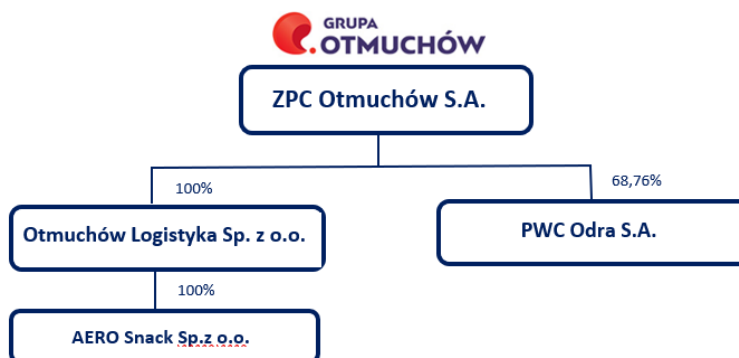 GRUPA
OTMUCHÓW
ZPC Otmuchów S.A.
100%
68,76%
Otmuchów Logistyka Sp. z o.o.
PWC Odra S.A.
100%
AERO Snack Sp.z o.o.